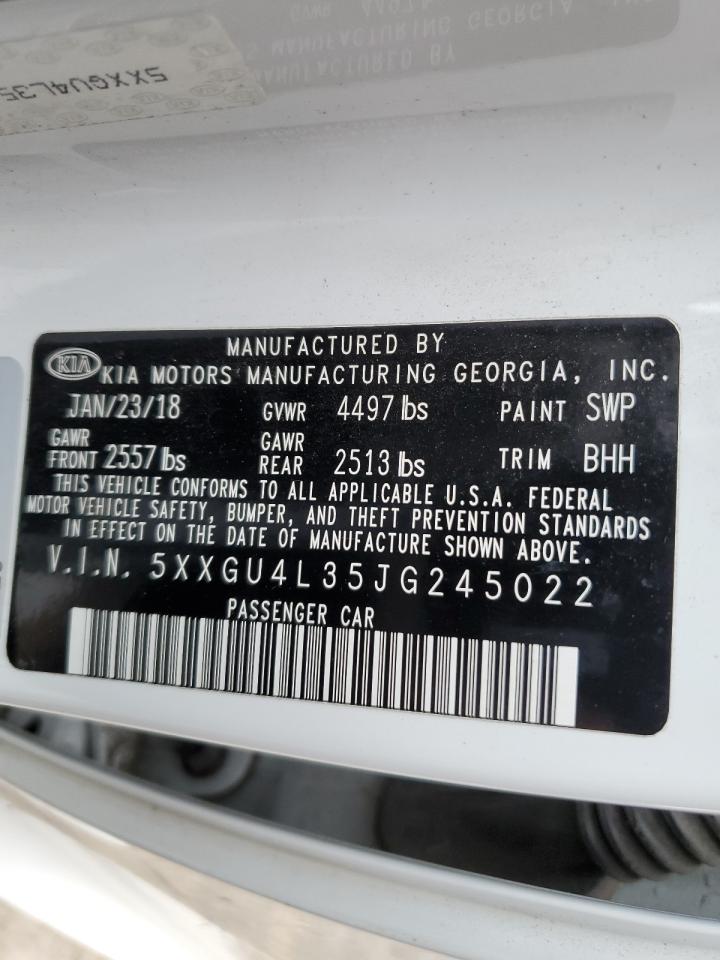 5XXGU4L35
MANUFACTURED BY
KIA KIA MOTORS MANUFACTURING GEORGIA, INC.
JAN/23/18 GVWR 4497 lbs PAINT SWP
GAWR FRONT 2557 lbs GAWR REAR 2513 lbs TRIM BHH
THIS VEHICLE CONFORMS TO ALL APPLICABLE U.S.A. FEDERAL
MOTOR VEHICLE SAFETY, BUMPER, AND THEFT PREVENTION STANDARDS
IN EFFECT ON THE DATE OF MANUFACTURE SHOWN ABOVE.
V.I.N. 5XXGU4L35JG245022
PASSENGER CAR